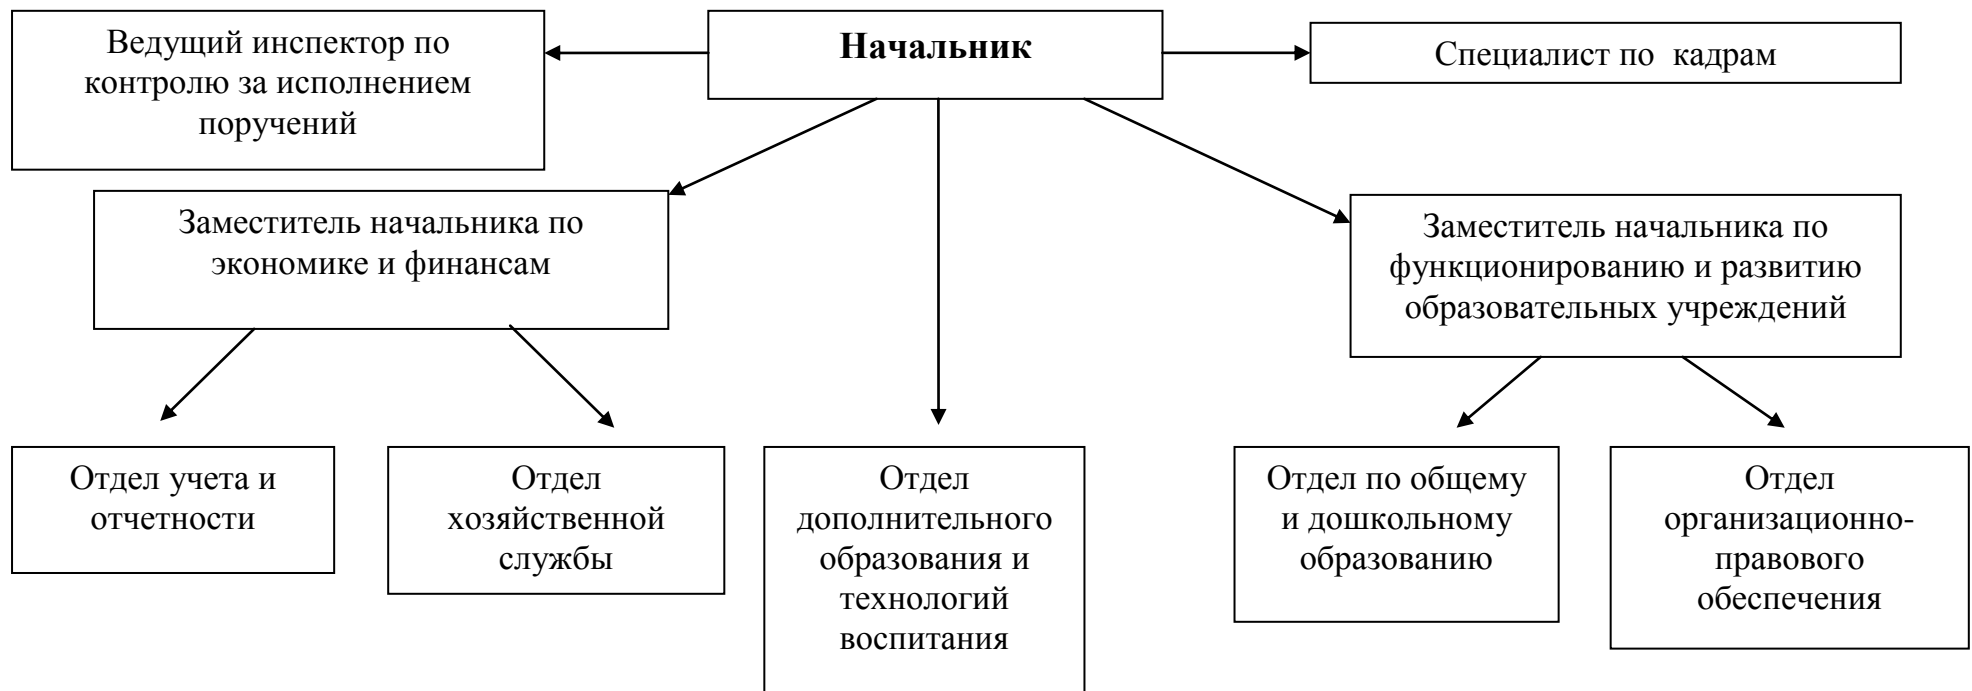 Ведущий инспектор по
контролю за исполнением
поручений
Начальник
Специалист по кадрам
Заместитель начальника по
экономике и финансам
Заместитель начальника по
функционированию и развитию
образовательных учреждений
Отдел учета и
отчетности
Отдел
хозяйственной
службы
Отдел
дополнительного
образования и
технологий
воспитания
Отдел по общему
и дошкольному
образованию
Отдел
организационно-
правового
обеспечения